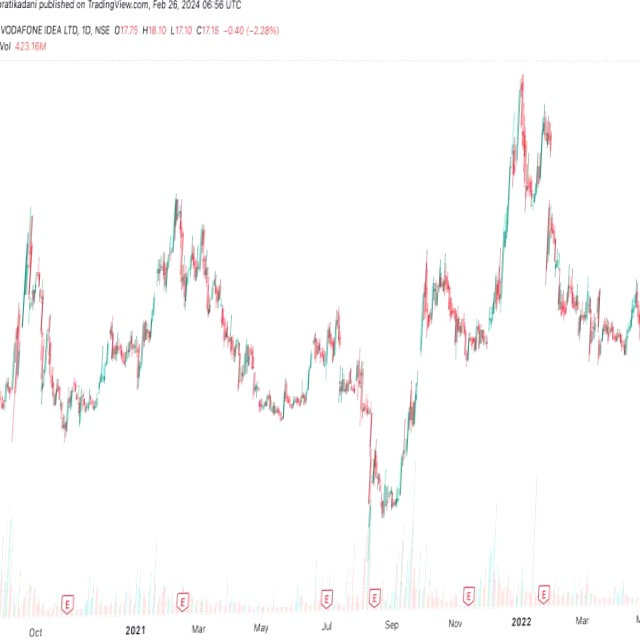 pratikadani published on TradingView.com, Feb 26, 2024 06:56 UTC
VODAFONE IDEA LTD, 1D, NSE O17.75 H18.10 L17.10 C17.15 −0.40 (−2.28%)
Vol 423.16M
E E E E E E
Oct 2021 Mar May Jul Sep Nov 2022 Mar